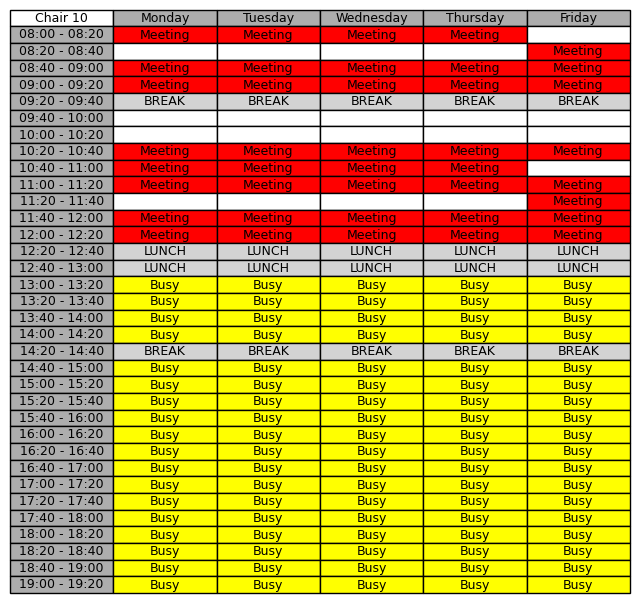 Chair 10 Monday Tuesday Wednesday Thursday Friday
08:00 - 08:20 Meeting Meeting Meeting Meeting
08:20 - 08:40 Meeting
08:40 - 09:00 Meeting Meeting Meeting Meeting Meeting
09:00 - 09:20 Meeting Meeting Meeting Meeting Meeting
09:20 - 09:40 BREAK BREAK BREAK BREAK BREAK
09:40 - 10:00
10:00 - 10:20
10:20 - 10:40 Meeting Meeting Meeting Meeting Meeting
10:40 - 11:00 Meeting Meeting Meeting Meeting
11:00 - 11:20 Meeting Meeting Meeting Meeting Meeting
11:20 - 11:40 Meeting
11:40 - 12:00 Meeting Meeting Meeting Meeting Meeting
12:00 - 12:20 Meeting Meeting Meeting Meeting Meeting
12:20 - 12:40 LUNCH LUNCH LUNCH LUNCH LUNCH
12:40 - 13:00 LUNCH LUNCH LUNCH LUNCH LUNCH
13:00 - 13:20 Busy Busy Busy Busy Busy
13:20 - 13:40 Busy Busy Busy Busy Busy
13:40 - 14:00 Busy Busy Busy Busy Busy
14:00 - 14:20 Busy Busy Busy Busy Busy
14:20 - 14:40 BREAK BREAK BREAK BREAK BREAK
14:40 - 15:00 Busy Busy Busy Busy Busy
15:00 - 15:20 Busy Busy Busy Busy Busy
15:20 - 15:40 Busy Busy Busy Busy Busy
15:40 - 16:00 Busy Busy Busy Busy Busy
16:00 - 16:20 Busy Busy Busy Busy Busy
16:20 - 16:40 Busy Busy Busy Busy Busy
16:40 - 17:00 Busy Busy Busy Busy Busy
17:00 - 17:20 Busy Busy Busy Busy Busy
17:20 - 17:40 Busy Busy Busy Busy Busy
17:40 - 18:00 Busy Busy Busy Busy Busy
18:00 - 18:20 Busy Busy Busy Busy Busy
18:20 - 18:40 Busy Busy Busy Busy Busy
18:40 - 19:00 Busy Busy Busy Busy Busy
19:00 - 19:20 Busy Busy Busy Busy Busy